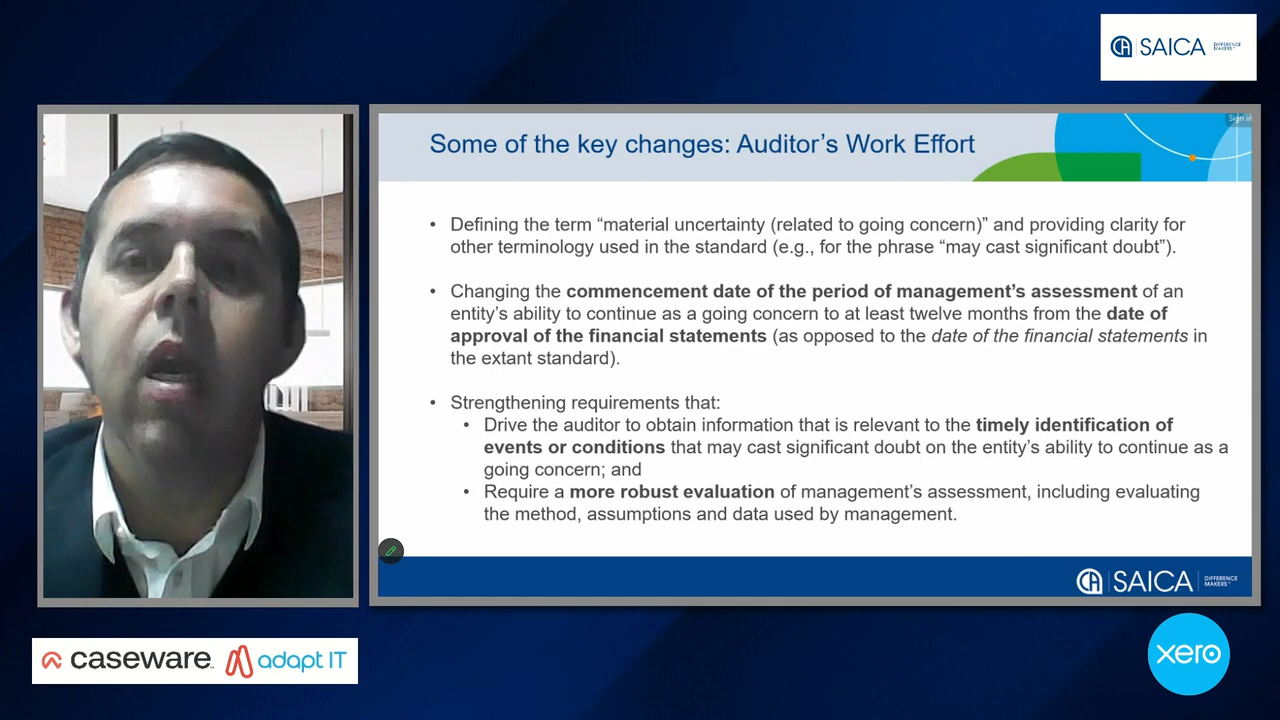 SAICA
DIFFERENCE
MAKERS
Sign in
Some of the key changes: Auditor's Work Effort
• Defining the term “material uncertainty (related to going concern)” and providing clarity for
other terminology used in the standard (e.g., for the phrase “may cast significant doubt”).
• Changing the commencement date of the period of management's assessment of an
entity's ability to continue as a going concern to at least twelve months from the date of
approval of the financial statements (as opposed to the date of the financial statements in
the extant standard).
• Strengthening requirements that:
• Drive the auditor to obtain information that is relevant to the timely identification of
events or conditions that may cast significant doubt on the entity's ability to continue as a
going concern; and
• Require a more robust evaluation of management's assessment, including evaluating
the method, assumptions and data used by management.
SAICA
DIFFERENCE
MAKERS
caseware
adapt IT
xero